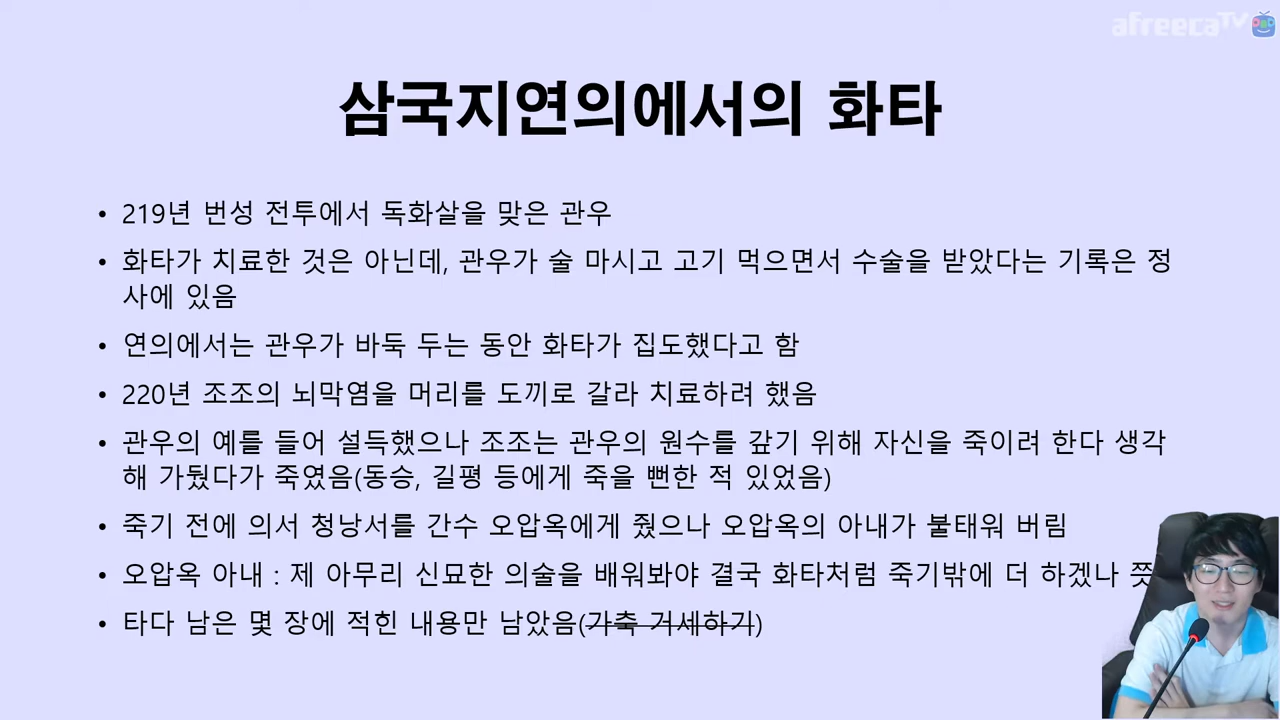 afreecaTV
삼국지연의에서의 화타
• 219년 번성 전투에서 독화살을 맞은 관우
• 화타가 치료한 것은 아닌데, 관우가 술 마시고 고기 먹으면서 수술을 받았다는 기록은 정
사에 있음
• 연의에서는 관우가 바둑 두는 동안 화타가 집도했다고 함
• 220년 조조의 뇌막염을 머리를 도끼로 갈라 치료하려 했음
• 관우의 예를 들어 설득했으나 조조는 관우의 원수를 갚기 위해 자신을 죽이려 한다 생각
해 가뒀다가 죽였음(동승, 길평 등에게 죽을 뻔한 적 있었음)
• 죽기 전에 의서 청낭서를 간수 오압옥에게 줬으나 오압옥의 아내가 불태워 버림
• 오압옥 아내 : 제 아무리 신묘한 의술을 배워봐야 결국 화타처럼 죽기밖에 더 하겠나 쯧
• 타다 남은 몇 장에 적힌 내용만 남았음(가축 거세하기)